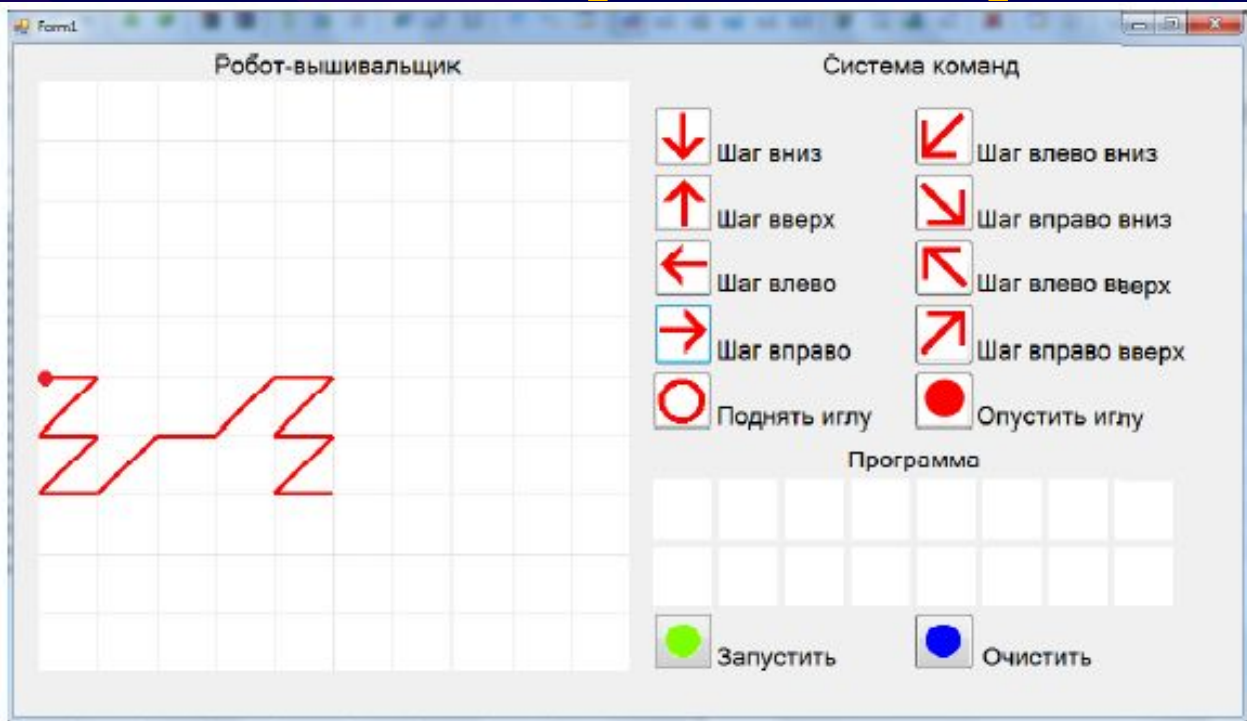 Form1
Робот-вышивальщик
Система команд
Шаг вниз
Шаг влево вниз
Шаг вверх
Шаг вправо вниз
Шаг влево
Шаг влево вверх
Шаг вправо
Шаг вправо вверх
Поднять иглу
Опустить иглу
Программа
Запустить
Очистить